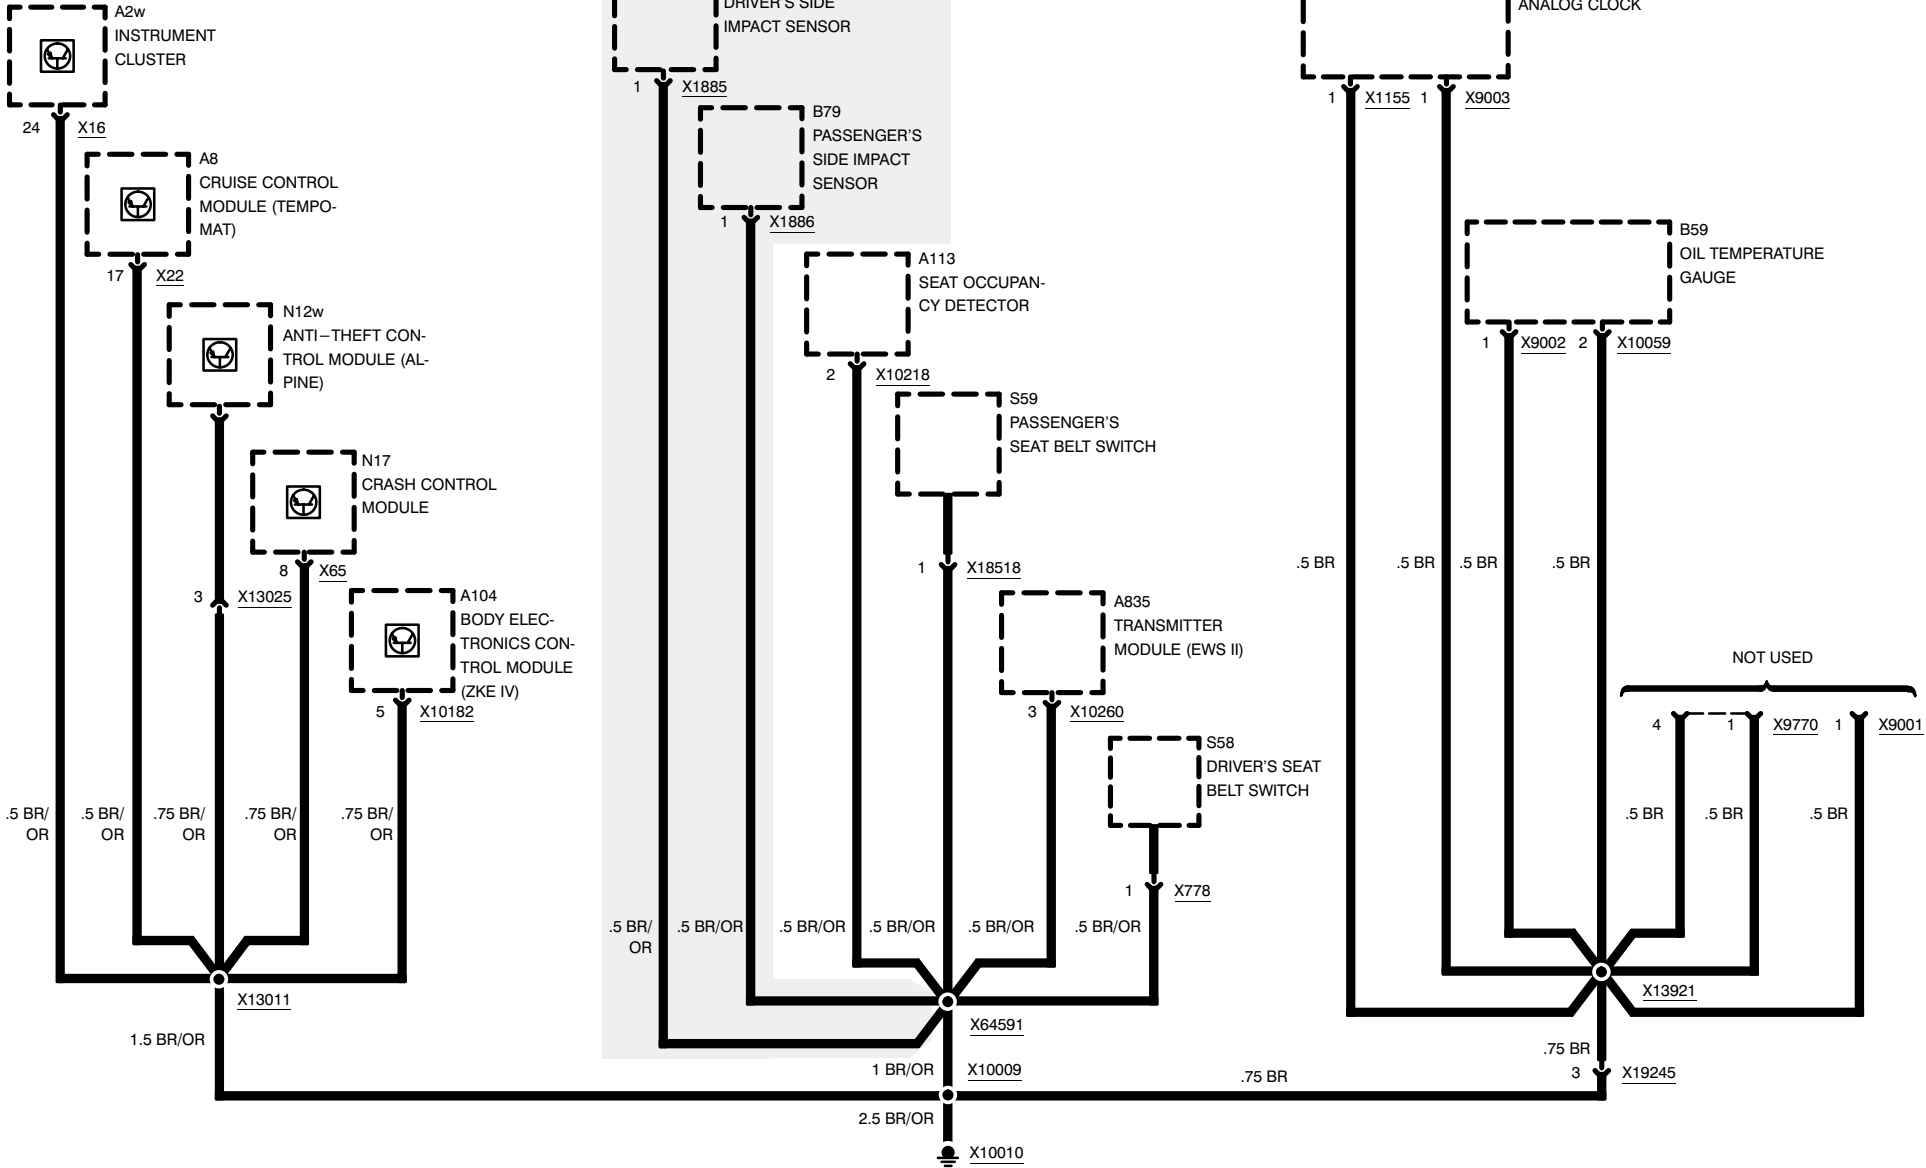 A2w
INSTRUMENT
CLUSTER
24
X16
A8
CRUISE CONTROL
MODULE (TEMPO-
MAT)
17
X22
N12w
ANTI–THEFT CON-
TROL MODULE (AL-
PINE)
3
X13025
N17
CRASH CONTROL
MODULE
8
X65
A104
BODY ELEC-
TRONICS CON-
TROL MODULE
(ZKE IV)
5
X10182
.5 BR/
OR
.5 BR/
OR
.75 BR/
OR
.75 BR/
OR
.75 BR/
OR
X13011
1.5 BR/OR
DRIVER'S SIDE
IMPACT SENSOR
1
X1885
B79
PASSENGER'S
SIDE IMPACT
SENSOR
1
X1886
A113
SEAT OCCUPAN-
CY DETECTOR
2
X10218
S59
PASSENGER'S
SEAT BELT SWITCH
1
X18518
A835
TRANSMITTER
MODULE (EWS II)
3
X10260
S58
DRIVER'S SEAT
BELT SWITCH
1
X778
.5 BR/
OR
.5 BR/OR
.5 BR/OR
.5 BR/OR
.5 BR/OR
.5 BR/OR
X64591
1 BR/OR
X10009
2.5 BR/OR
X10010
ANALOG CLOCK
1
X1155
1
X9003
B59
OIL TEMPERATURE
GAUGE
1
X9002
2
X10059
.5 BR
.5 BR
.5 BR
.5 BR
NOT USED
4
1
X9770
1
X9001
.5 BR
.5 BR
.5 BR
X13921
.75 BR
3
X19245
.75 BR